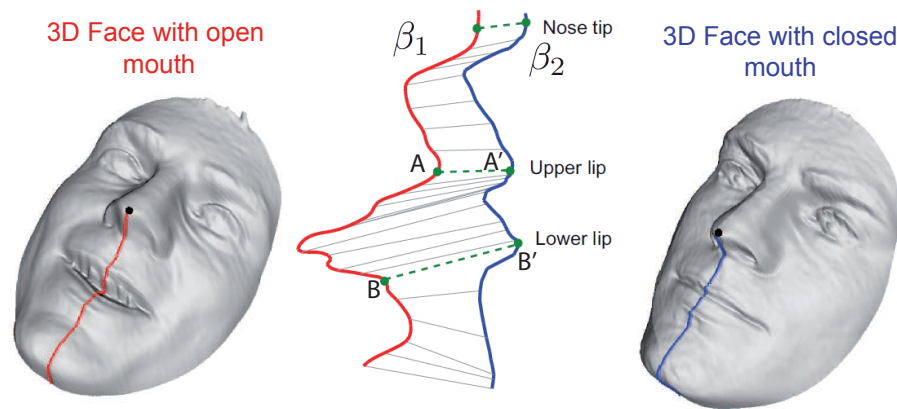 3D Face with open
mouth
β1
β2
Nose tip
A
A′
Upper lip
Lower lip
B
B′
3D Face with closed
mouth